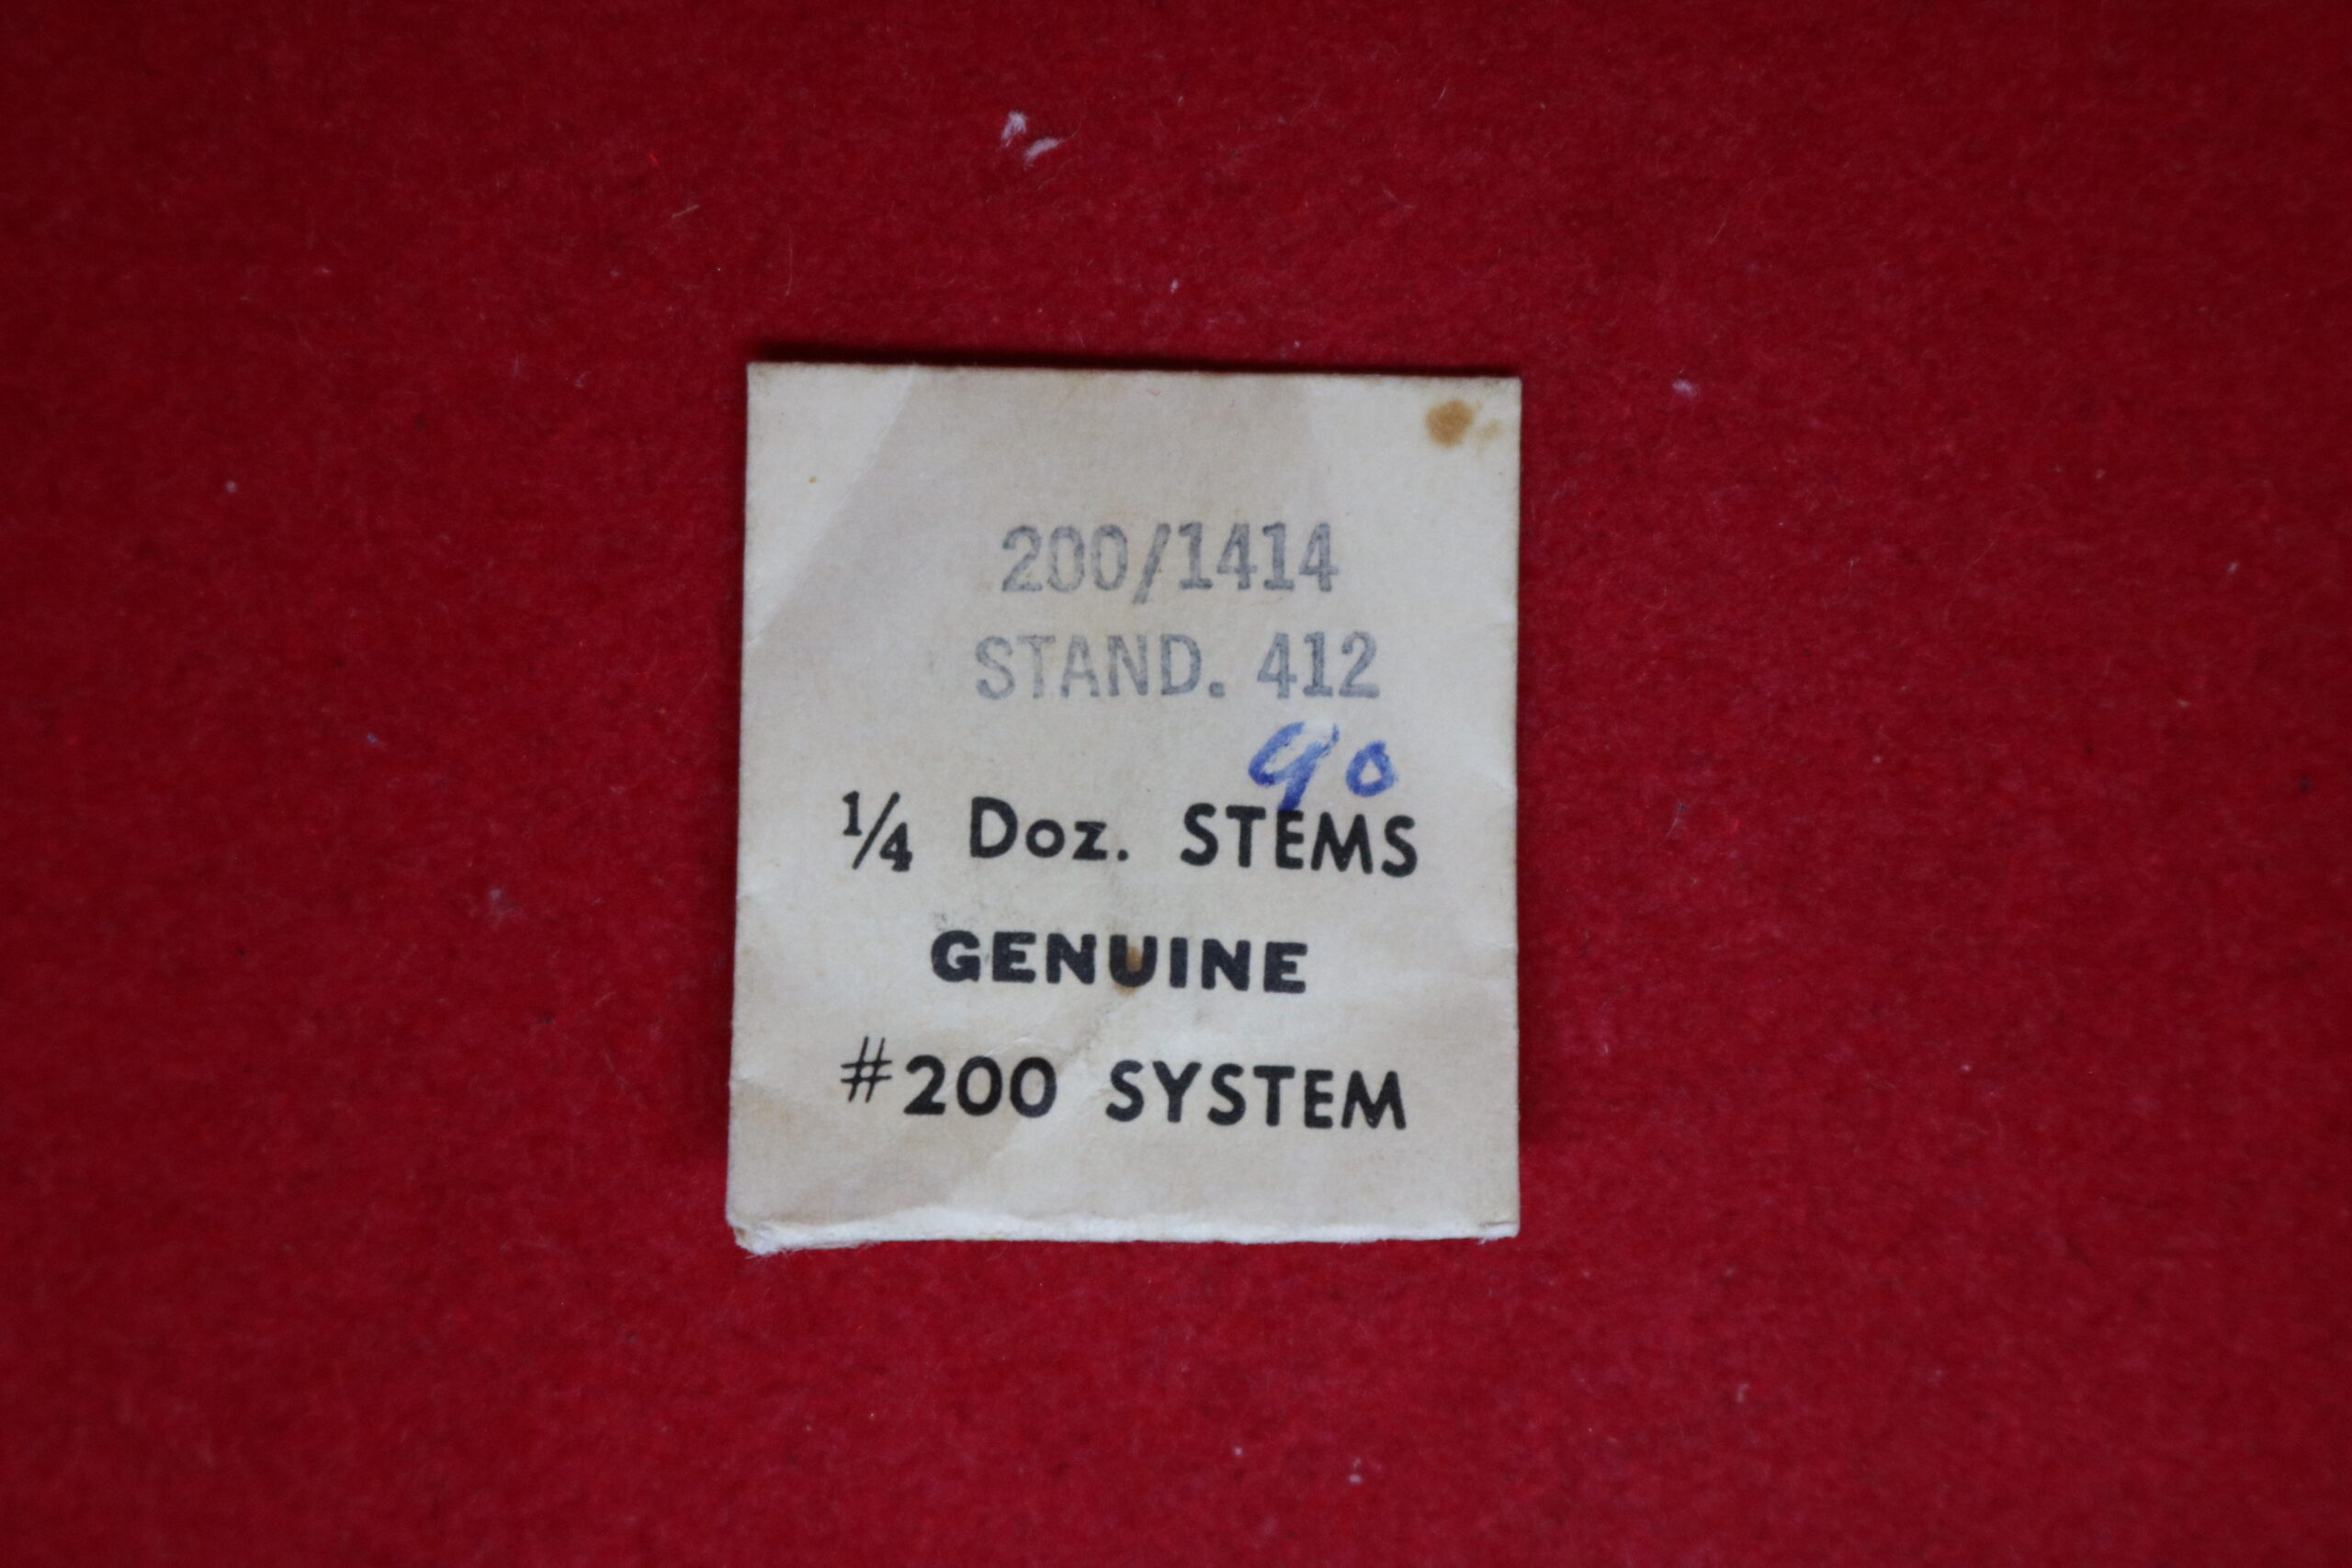 200/1414
STAND. 412
90
1/4 Doz. STEMS
GENUINE
#200 SYSTEM